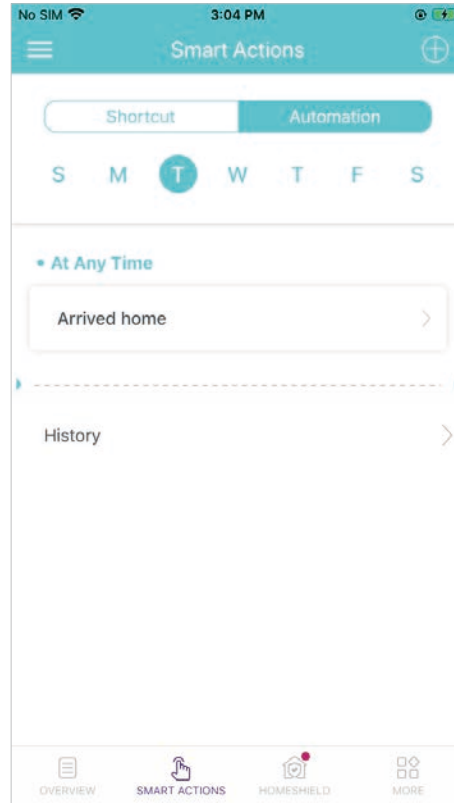 No SIM 3:04 PM
Smart Actions
Shortcut Automation
S M T W T F S
• At Any Time
Arrived home
History
OVERVIEW SMART ACTIONS HOMESHIELD MORE